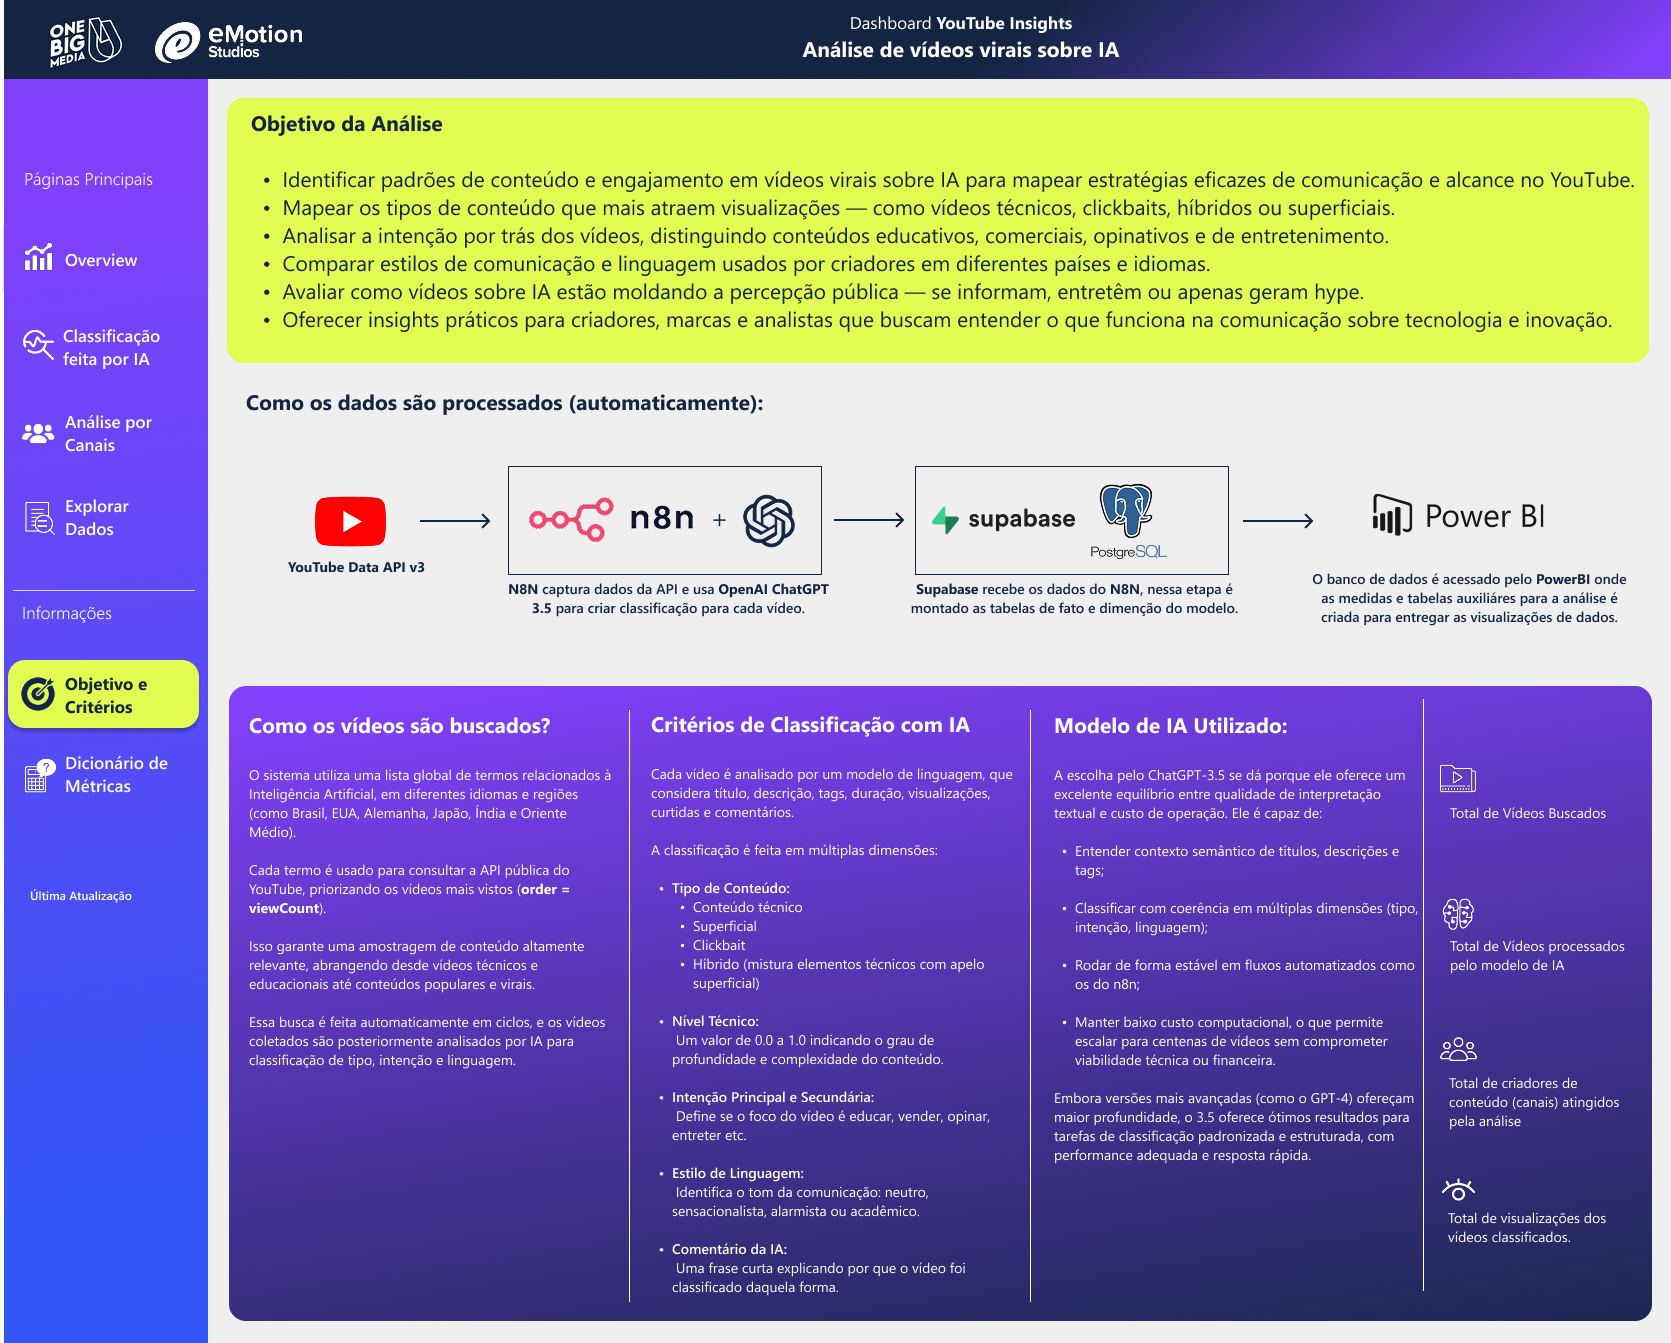 ONE
BIG
MEDIA
eMotion
Studios
Dashboard YouTube Insights
Análise de vídeos virais sobre IA
Páginas Principais
Overview
Classificação
feita por IA
Análise por
Canais
Explorar
Dados
Informações
Objetivo e
Critérios
Dicionário de
Métricas
Última Atualização
Objetivo da Análise
• Identificar padrões de conteúdo e engajamento em vídeos virais sobre IA para mapear estratégias eficazes de comunicação e alcance no YouTube.
• Mapear os tipos de conteúdo que mais atraem visualizações — como vídeos técnicos, clickbaits, híbridos ou superficiais.
• Analisar a intenção por trás dos vídeos, distinguindo conteúdos educativos, comerciais, opinativos e de entretenimento.
• Comparar estilos de comunicação e linguagem usados por criadores em diferentes países e idiomas.
• Avaliar como vídeos sobre IA estão moldando a percepção pública — se informam, entretêm ou apenas geram hype.
• Oferecer insights práticos para criadores, marcas e analistas que buscam entender o que funciona na comunicação sobre tecnologia e inovação.
Como os dados são processados (automaticamente):
YouTube Data API v3
n8n +
N8N captura dados da API e usa OpenAI ChatGPT
3.5 para criar classificação para cada vídeo.
supabase
PostgreSQL
Supabase recebe os dados do N8N, nessa etapa é
montado as tabelas de fato e dimenção do modelo.
Power BI
O banco de dados é acessado pelo PowerBI onde
as medidas e tabelas auxiliáres para a análise é
criada para entregar as visualizações de dados.
Como os vídeos são buscados?
O sistema utiliza uma lista global de termos relacionados à
Inteligência Artificial, em diferentes idiomas e regiões
(como Brasil, EUA, Alemanha, Japão, Índia e Oriente
Médio).
Cada termo é usado para consultar a API pública do
YouTube, priorizando os vídeos mais vistos (order =
viewCount).
Isso garante uma amostragem de conteúdo altamente
relevante, abrangendo desde vídeos técnicos e
educacionais até conteúdos populares e virais.
Essa busca é feita automaticamente em ciclos, e os vídeos
coletados são posteriormente analisados por IA para
classificação de tipo, intenção e linguagem.
Critérios de Classificação com IA
Cada vídeo é analisado por um modelo de linguagem, que
considera título, descrição, tags, duração, visualizações,
curtidas e comentários.
A classificação é feita em múltiplas dimensões:
• Tipo de Conteúdo:
• Conteúdo técnico
• Superficial
• Clickbait
• Híbrido (mistura elementos técnicos com apelo
superficial)
• Nível Técnico:
Um valor de 0.0 a 1.0 indicando o grau de
profundidade e complexidade do conteúdo.
• Intenção Principal e Secundária:
Define se o foco do vídeo é educar, vender, opinar,
entreter etc.
• Estilo de Linguagem:
Identifica o tom da comunicação: neutro,
sensacionalista, alarmista ou acadêmico.
• Comentário da IA:
Uma frase curta explicando por que o vídeo foi
classificado daquela forma.
Modelo de IA Utilizado:
A escolha pelo ChatGPT-3.5 se dá porque ele oferece um
excelente equilíbrio entre qualidade de interpretação
textual e custo de operação. Ele é capaz de:
• Entender contexto semântico de títulos, descrições e
tags;
• Classificar com coerência em múltiplas dimensões (tipo,
intenção, linguagem);
• Rodar de forma estável em fluxos automatizados como
os do n8n;
• Manter baixo custo computacional, o que permite
escalar para centenas de vídeos sem comprometer
viabilidade técnica ou financeira.
Embora versões mais avançadas (como o GPT-4) ofereçam
maior profundidade, o 3.5 oferece ótimos resultados para
tarefas de classificação padronizada e estruturada, com
performance adequada e resposta rápida.
Total de Vídeos Buscados
Total de Vídeos processados
pelo modelo de IA
Total de criadores de
conteúdo (canais) atingidos
pela análise
Total de visualizações dos
vídeos classificados.